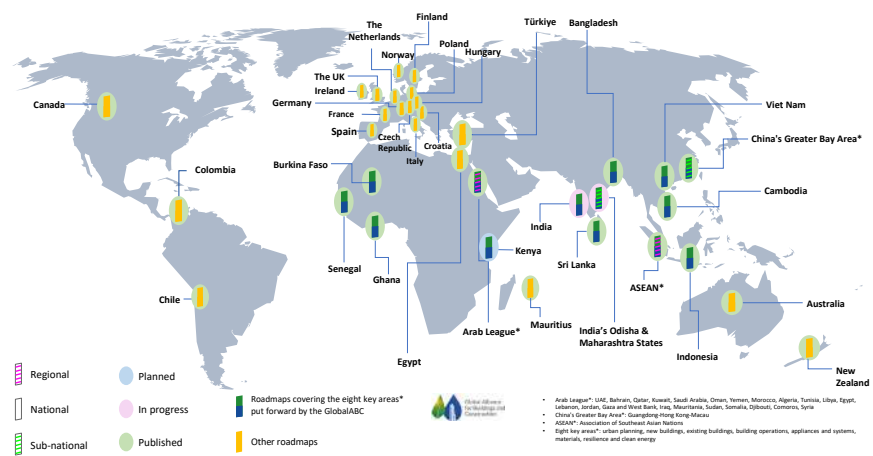 Finland
The
Netherlands
Türkiye
Bangladesh
Norway
Poland
Hungary
The UK
Ireland
Canada
Germany
Viet Nam
France
Spain
Czech
Republic
Croatia
Italy
China's Greater Bay Area*
Burkina Faso
Colombia
Cambodia
India
Kenya
Senegal
Sri Lanka
Ghana
ASEAN*
Chile
Mauritius
Arab League*
India's Odisha &
Maharashtra States
Australia
Egypt
Indonesia
New
Zealand
Regional
Planned
National
In progress
Roadmaps covering the eight key areas*
put forward by the GlobalABC
Sub-national
Published
Other roadmaps
Global Alliance
for Buildings and
Construction
• Arab League*: UAE, Bahrain, Qatar, Kuwait, Saudi Arabia, Oman, Yemen, Morocco, Algeria, Tunisia, Libya, Egypt,
Lebanon, Jordan, Gaza and West Bank, Iraq, Mauritania, Sudan, Somalia, Djibouti, Comoros, Syria
• China's Greater Bay Area*: Guangdong-Hong Kong-Macau
• ASEAN*: Association of Southeast Asian Nations
• Eight key areas*: urban planning, new buildings, existing buildings, building operations, appliances and systems,
materials, resilience and clean energy